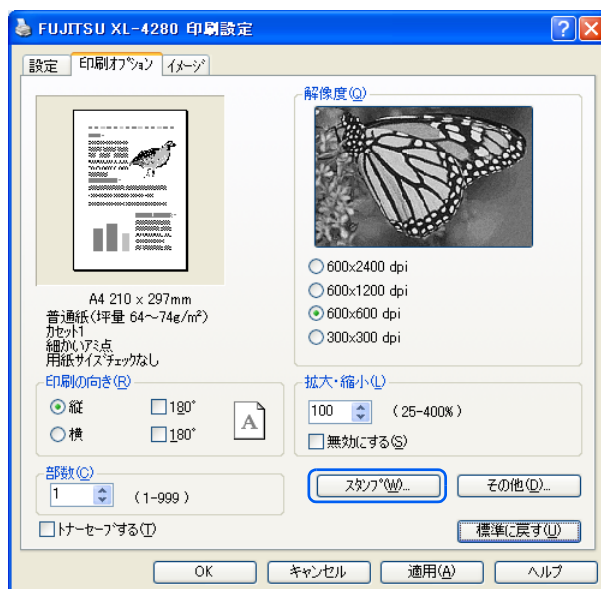 FUJITSU XL-4280 印刷設定
設定 印刷オプション イメージ
A4 210 x 297mm
普通紙(坪量 64～74g/m²)
カセット1
細かいアミ点
用紙サイズチェックなし
解像度(Q)
600x2400 dpi
600x1200 dpi
600x600 dpi
300x300 dpi
印刷の向き(R)
縦 180°
横 180°
A
拡大・縮小(L)
100 (25-400%)
無効にする(S)
部数(C)
1 (1-999)
スタンプ(W)... その他(D)...
トナーセーブする(T)
標準に戻す(U)
OK キャンセル 適用(A) ヘルプ